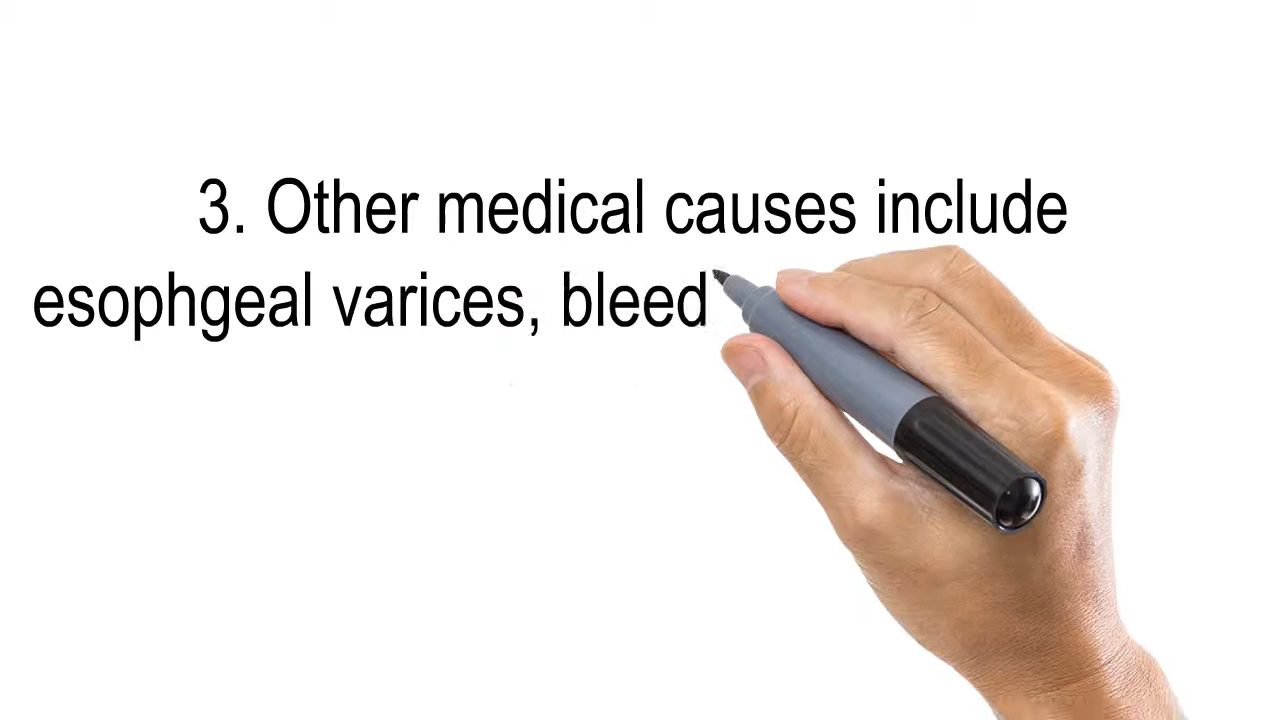 3. Other medical causes include
esophgeal varices, bleed